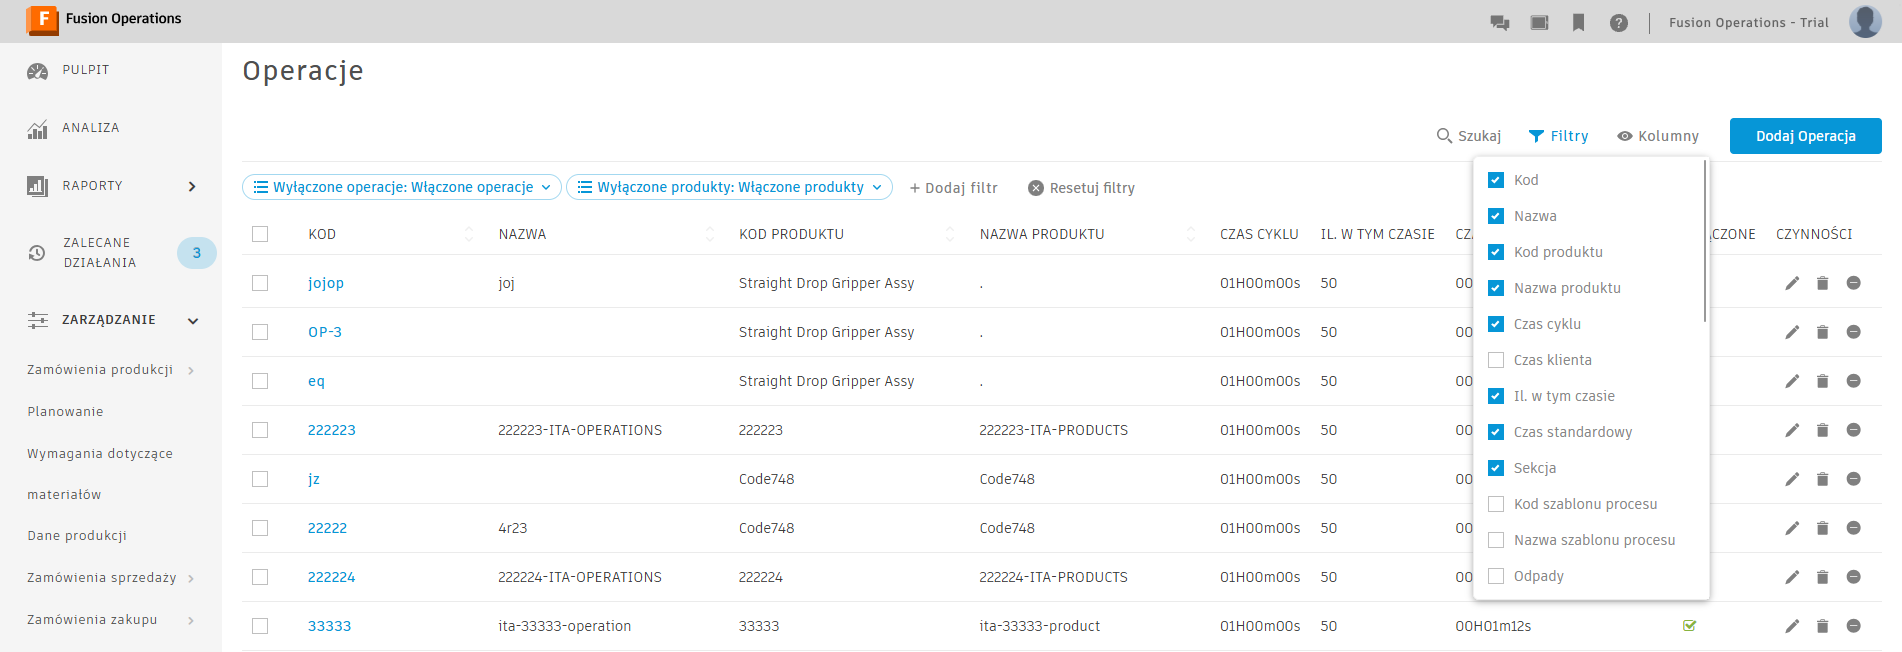 F Fusion Operations
Fusion Operations - Trial
PULPIT
ANALIZA
RAPORTY
ZALECANE
DZIAŁANIA
3
ZARZĄDZANIE
Zamówienia produkcji
Planowanie
Wymagania dotyczące
materiałów
Dane produkcji
Zamówienia sprzedaży
Zamówienia zakupu
Operacje
Szukaj Filtry Kolumny Dodaj Operacja
Wyłączone operacje: Włączone operacje Wyłączone produkty: Włączone produkty + Dodaj filtr Resetuj filtry
KOD NAZWA KOD PRODUKTU NAZWA PRODUKTU CZAS CYKLU IL. W TYM CZASIE CZ ĄCZONE CZYNNOŚCI
jojop joj Straight Drop Gripper Assy . 01H00m00s 50 00
OP-3 Straight Drop Gripper Assy . 01H00m00s 50 00
eq Straight Drop Gripper Assy . 01H00m00s 50 00
222223 222223-ITA-OPERATIONS 222223 222223-ITA-PRODUCTS 01H00m00s 50 00
jz Code748 Code748 01H00m00s 50 00
22222 4r23 Code748 Code748 01H00m00s 50 00
222224 222224-ITA-OPERATIONS 222224 222224-ITA-PRODUCTS 01H00m00s 50 00
33333 ita-33333-operation 33333 ita-33333-product 01H00m00s 50 00H01m12s
Kod
Nazwa
Kod produktu
Nazwa produktu
Czas cyklu
Czas klienta
Il. w tym czasie
Czas standardowy
Sekcja
Kod szablonu procesu
Nazwa szablonu procesu
Odpady